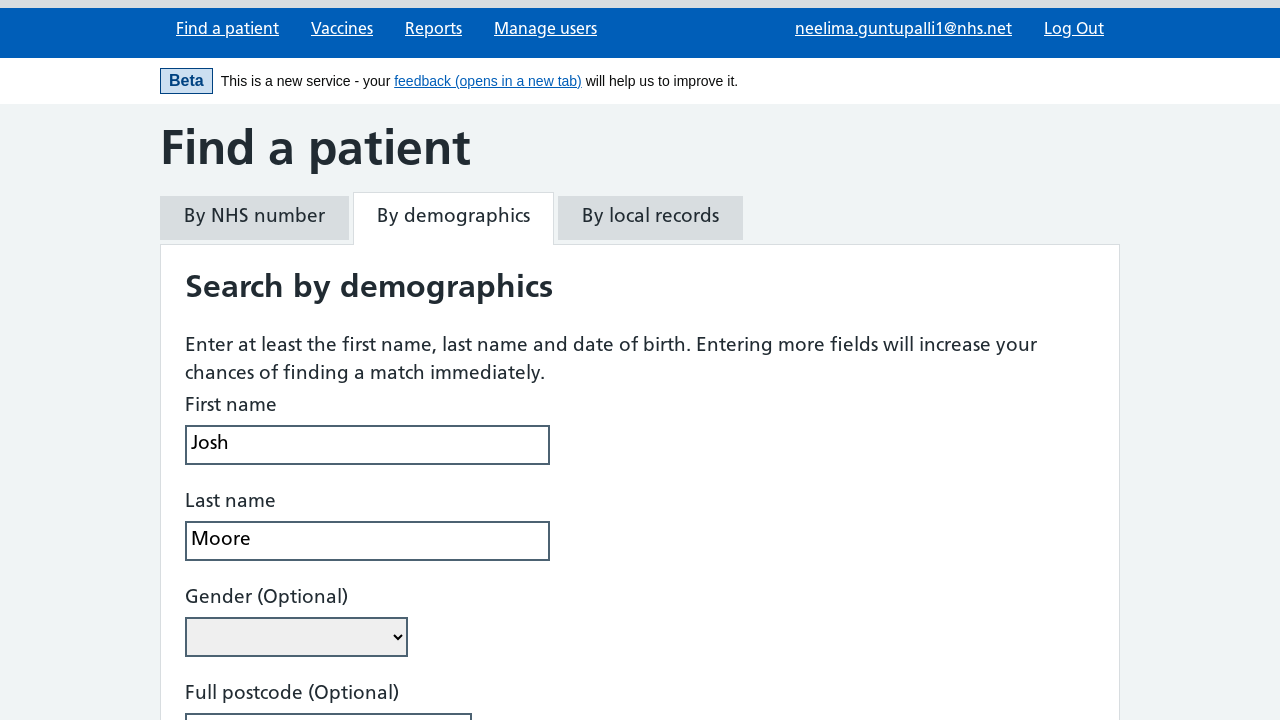 Find a patient Vaccines Reports Manage users neelima.guntupalli1@nhs.net Log Out
Beta This is a new service - your feedback (opens in a new tab) will help us to improve it.
Find a patient
By NHS number By demographics By local records
Search by demographics
Enter at least the first name, last name and date of birth. Entering more fields will increase your
chances of finding a match immediately.
First name
Josh
Last name
Moore
Gender (Optional)
Full postcode (Optional)